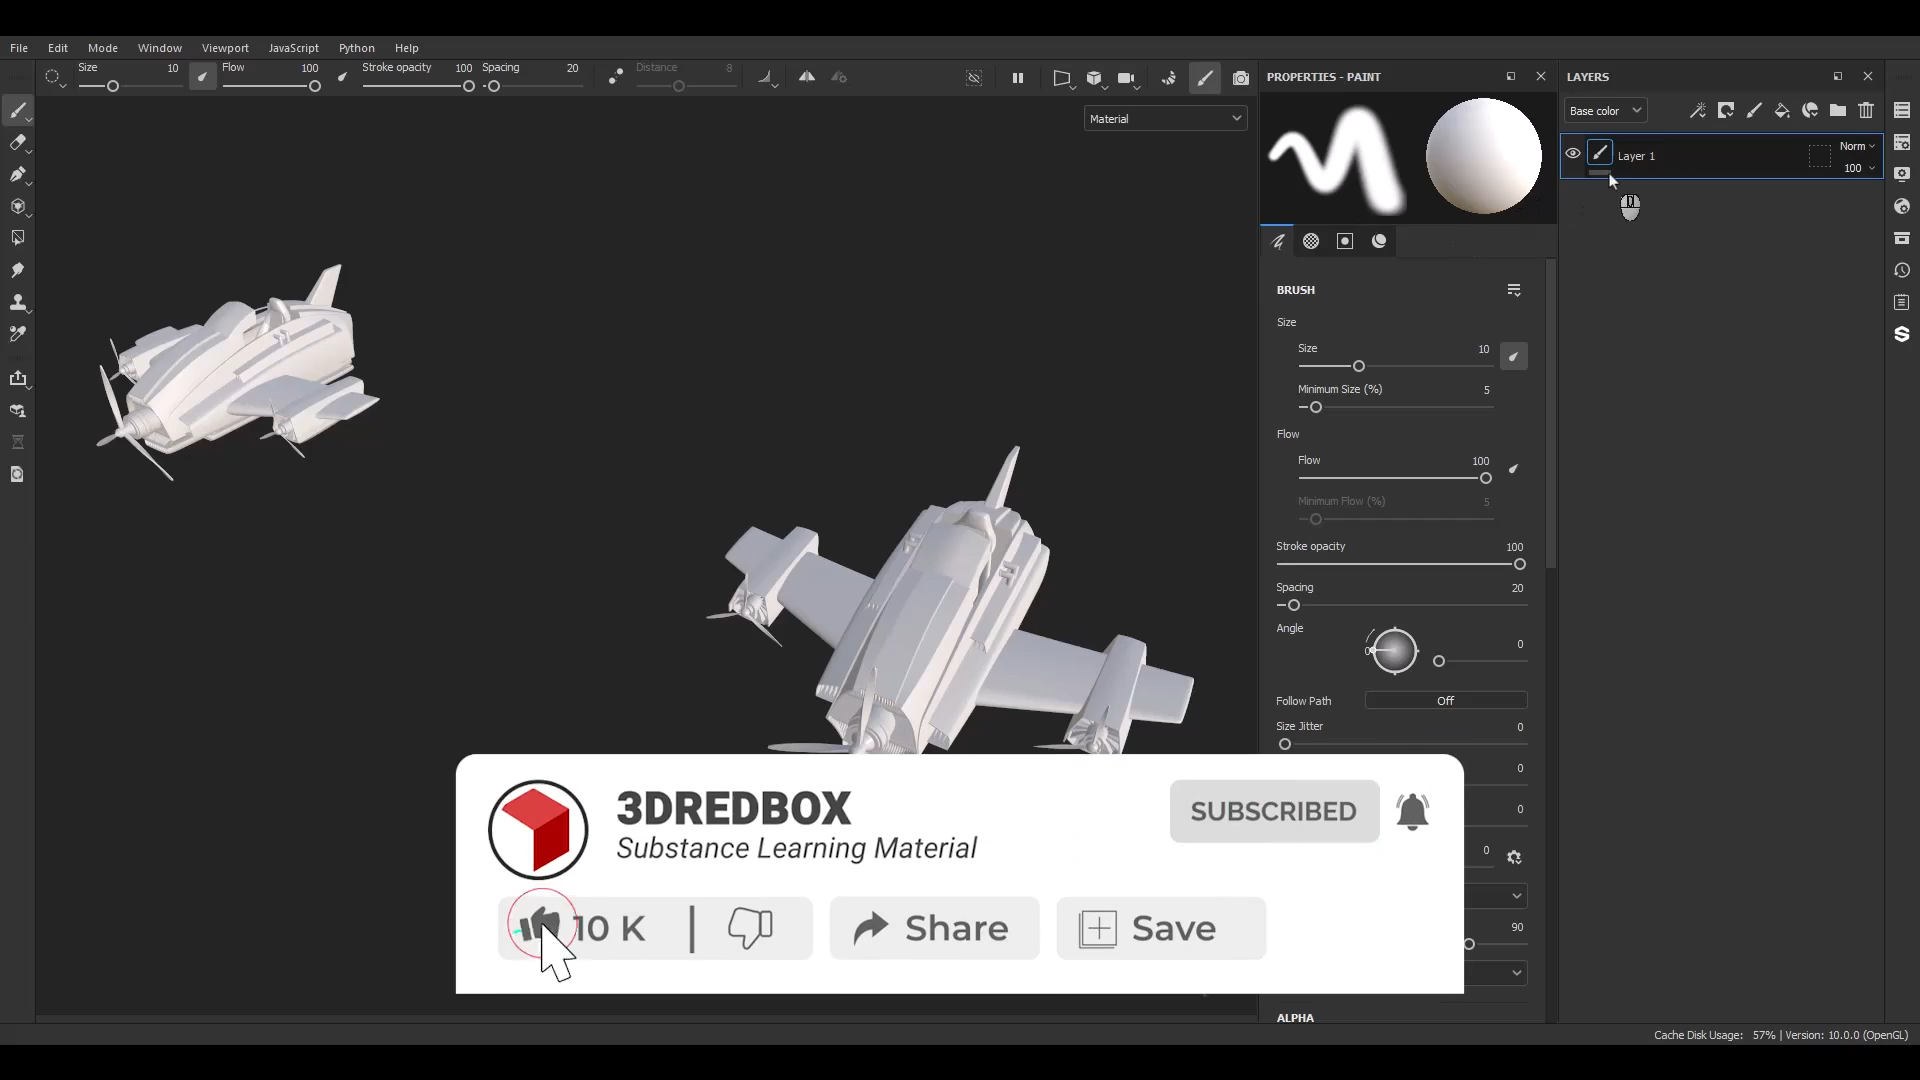 File Edit Mode Window Viewport JavaScript Python Help
Size 10 Flow 100 Stroke opacity 100 Spacing 20 Distance 8
PROPERTIES - PAINT
LAYERS
Material
Base color
Layer 1
Norm
100
BRUSH
Size
Size 10
Minimum Size (%) 5
Flow
Flow 100
Minimum Flow (%) 5
Stroke opacity 100
Spacing 20
Angle 0 0
Follow Path Off
Size Jitter 0
0
0
0
90
ALPHA
3DREDBOX
Substance Learning Material
SUBSCRIBED
10 K
Share
Save
Cache Disk Usage: 57% | Version: 10.0.0 (OpenGL)